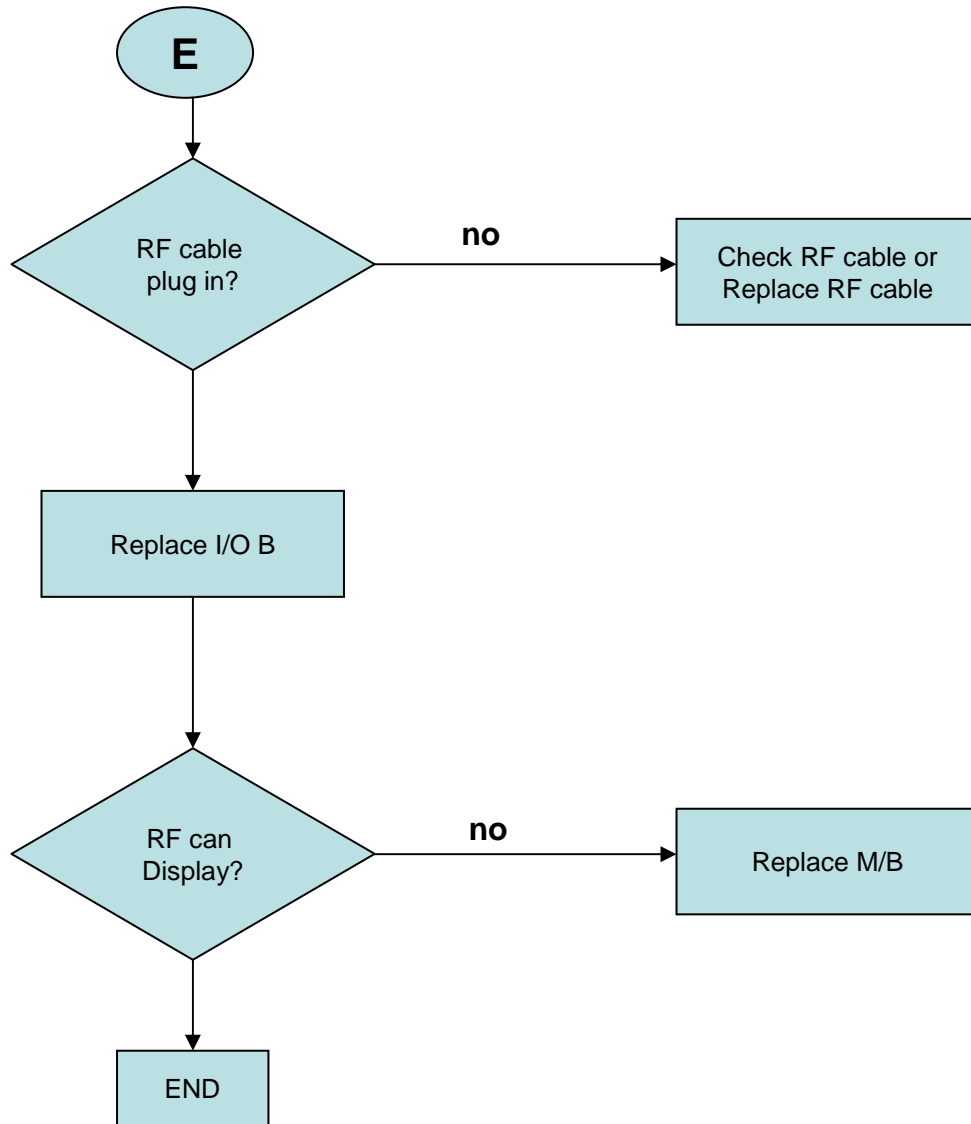 E
RF cable
plug in?
no
Check RF cable or
Replace RF cable
Replace I/O B
RF can
Display?
no
Replace M/B
END